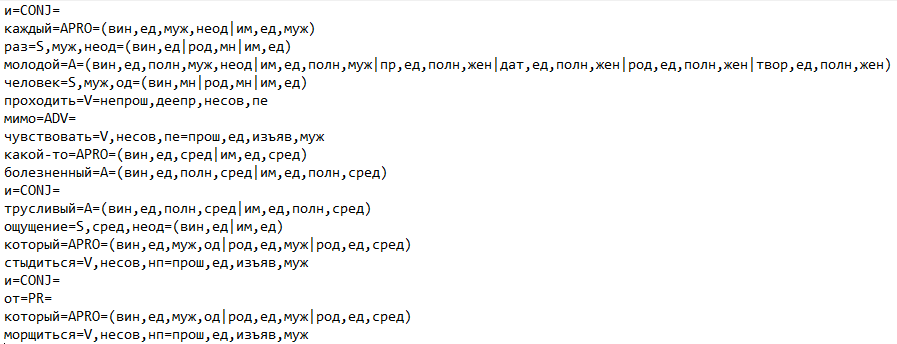 и=CONJ=
каждый=APRO=(вин,ед,муж,неод|им,ед,муж)
раз=S,муж,неод=(вин,ед|род,мн|им,ед)
молодой=A=(вин,ед,полн,муж,неод|им,ед,полн,муж|пр,ед,полн,жен|дат,ед,полн,жен|род,ед,полн,жен|твор,ед,полн,жен)
человек=S,муж,од=(вин,мн|род,мн|им,ед)
проходить=V=непрош,деепр,несов,пе
мимо=ADV=
чувствовать=V,несов,пе=прош,ед,изъяв,муж
какой-то=APRO=(вин,ед,сред|им,ед,сред)
болезненный=A=(вин,ед,полн,сред|им,ед,полн,сред)
и=CONJ=
трусливый=A=(вин,ед,полн,сред|им,ед,полн,сред)
ощущение=S,сред,неод=(вин,ед|им,ед)
который=APRO=(вин,ед,муж,од|род,ед,муж|род,ед,сред)
стыдиться=V,несов,нп=прош,ед,изъяв,муж
и=CONJ=
от=PR=
который=APRO=(вин,ед,муж,од|род,ед,муж|род,ед,сред)
морщиться=V,несов,нп=прош,ед,изъяв,муж